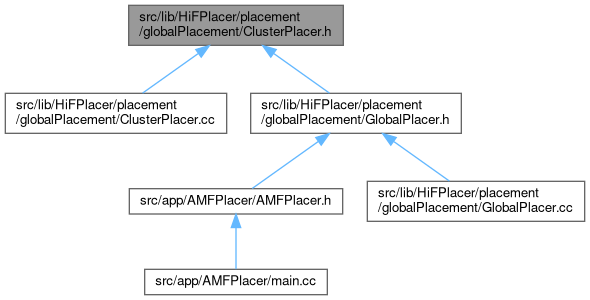 src/lib/HiFPlacer/placement
/globalPlacement/ClusterPlacer.h
src/lib/HiFPlacer/placement
/globalPlacement/ClusterPlacer.cc
src/lib/HiFPlacer/placement
/globalPlacement/GlobalPlacer.h
src/app/AMFPlacer/AMFPlacer.h
src/lib/HiFPlacer/placement
/globalPlacement/GlobalPlacer.cc
src/app/AMFPlacer/main.cc